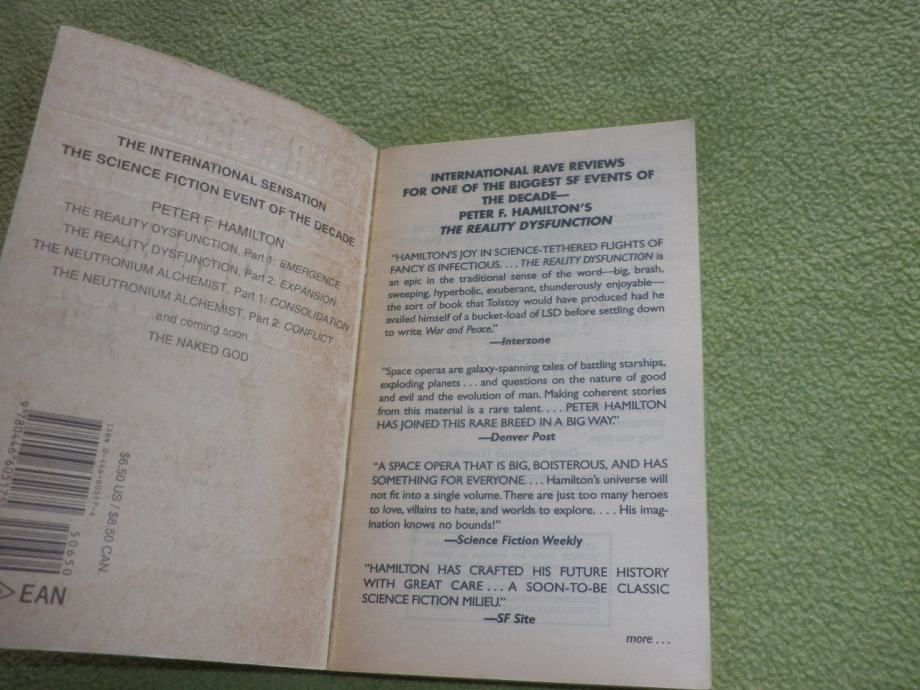 THE INTERNATIONAL SENSATION
THE SCIENCE FICTION EVENT OF THE DECADE
PETER F. HAMILTON
THE REALITY DYSFUNCTION, Part 1: EMERGENCE
THE REALITY DYSFUNCTION, Part 2: EXPANSION
THE NEUTRONIUM ALCHEMIST, Part 1: CONSOLIDATION
THE NEUTRONIUM ALCHEMIST, Part 2: CONFLICT
and coming soon
THE NAKED GOD
ISBN 0-446-60517-4
$6.50 US / $8.50 CAN
50650
EAN
INTERNATIONAL RAVE REVIEWS
FOR ONE OF THE BIGGEST SF EVENTS OF
THE DECADE—
PETER F. HAMILTON'S
THE REALITY DYSFUNCTION
"HAMILTON'S JOY IN SCIENCE-TETHERED FLIGHTS OF
FANCY IS INFECTIOUS. . . . THE REALITY DYSFUNCTION is
an epic in the traditional sense of the word—big, brash,
sweeping, hyperbolic, exuberant, thunderously enjoyable—
the sort of book that Tolstoy would have produced had he
availed himself of a bucket-load of LSD before settling down
to write War and Peace."
—Interzone
"Space operas are galaxy-spanning tales of battling starships,
exploding planets . . . and questions on the nature of good
and evil and the evolution of man. Making coherent stories
from this material is a rare talent. . . . PETER HAMILTON
HAS JOINED THIS RARE BREED IN A BIG WAY."
—Denver Post
"A SPACE OPERA THAT IS BIG, BOISTEROUS, AND HAS
SOMETHING FOR EVERYONE. . . . Hamilton's universe will
not fit into a single volume. There are just too many heroes
to love, villains to hate, and worlds to explore. . . . His imag-
ination knows no bounds!"
—Science Fiction Weekly
"HAMILTON HAS CRAFTED HIS FUTURE HISTORY
WITH GREAT CARE . . . A SOON-TO-BE CLASSIC
SCIENCE FICTION MILIEU."
—SF Site
more . . .